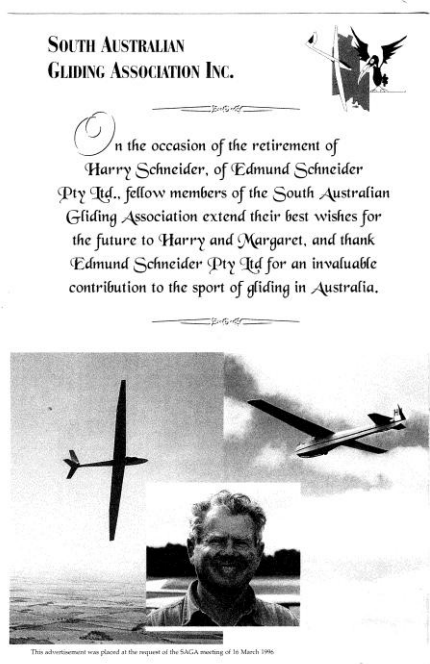 SOUTH AUSTRALIAN
GLIDING ASSOCIATION INC.
On the occasion of the retirement of
Harry Schneider, of Edmund Schneider
Pty Ltd., fellow members of the South Australian
Gliding Association extend their best wishes for
the future to Harry and Margaret, and thank
Edmund Schneider Pty Ltd for an invaluable
contribution to the sport of gliding in Australia.
This advertisement was placed at the request of the SAGA meeting of 16 March 1996